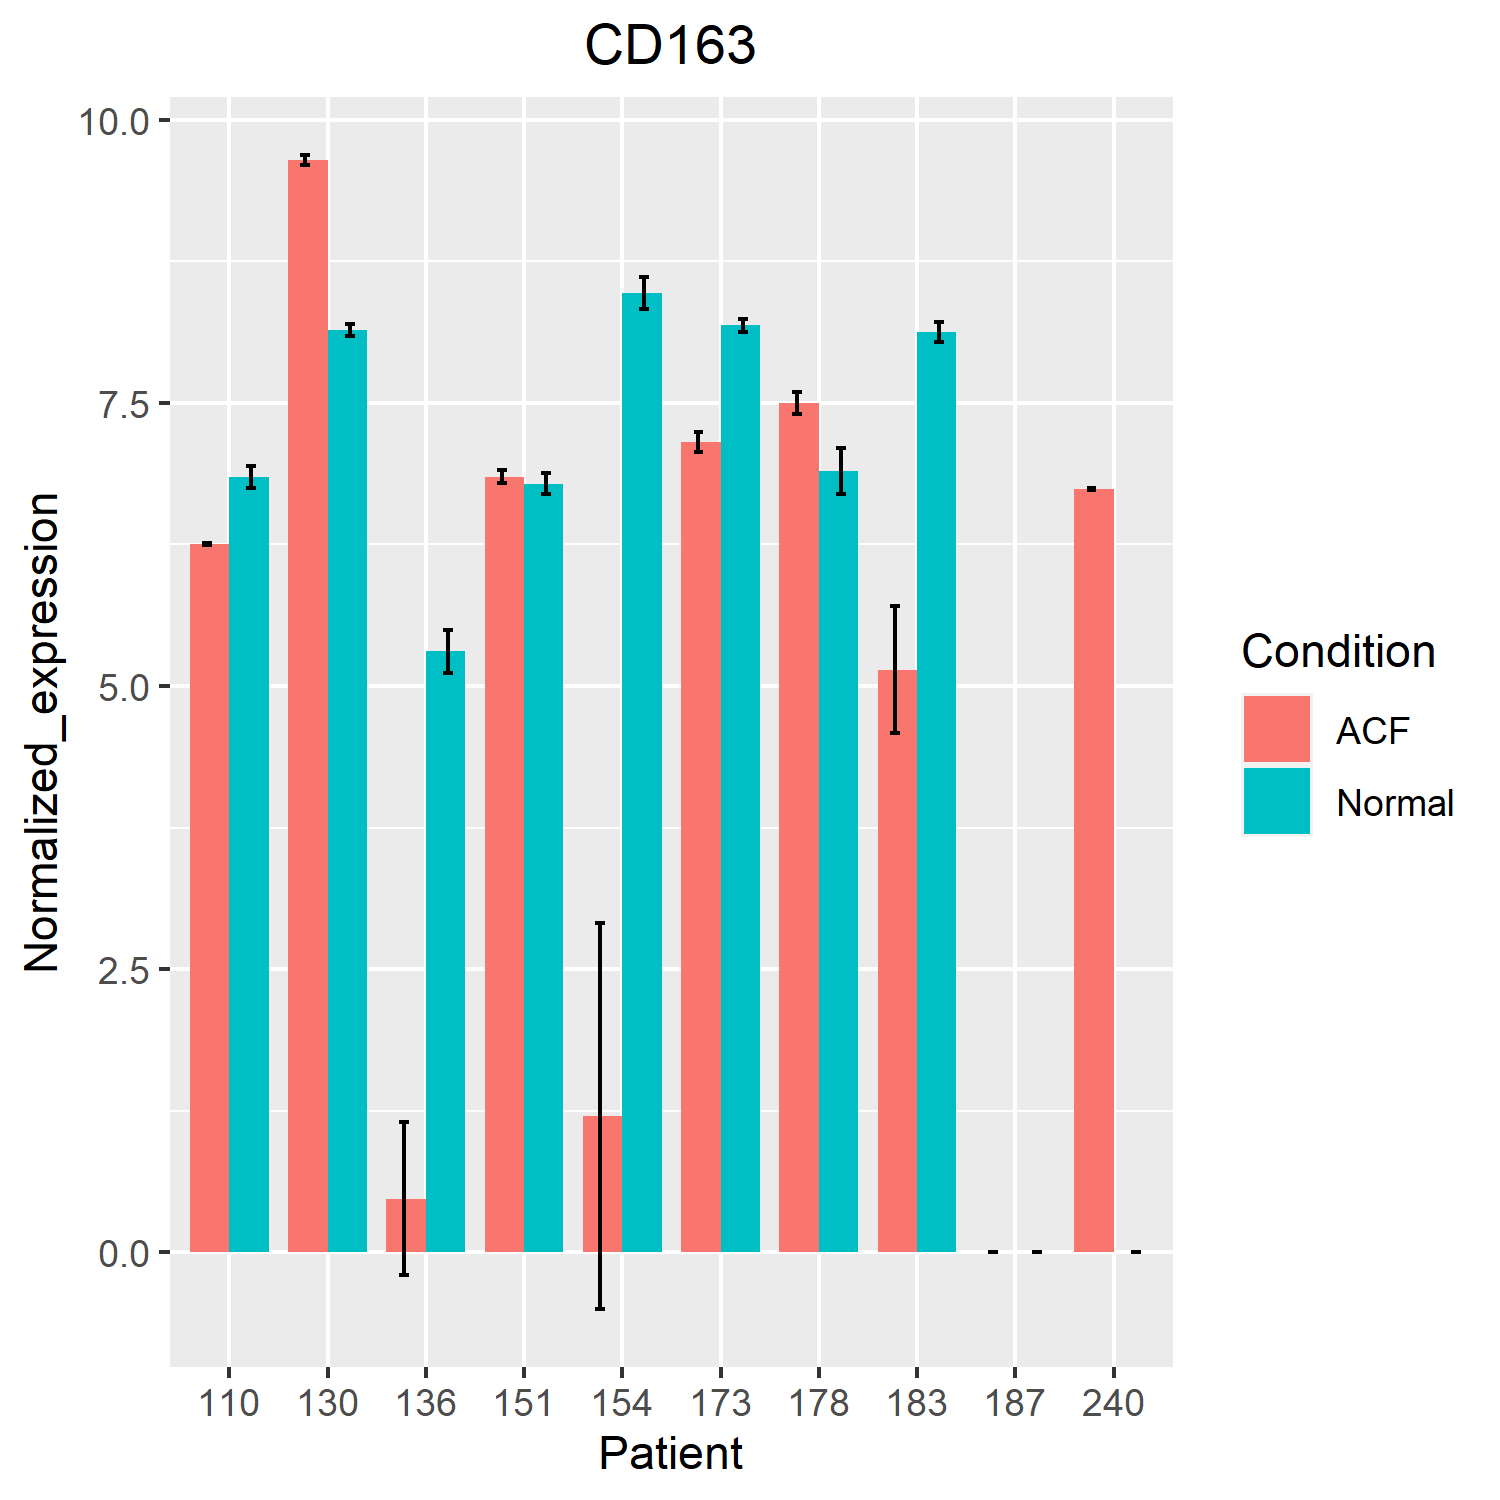 CD163
10.0
7.5
5.0
2.5
0.0
Normalized_expression
110 130 136 151 154 173 178 183 187 240
Patient
Condition
ACF
Normal